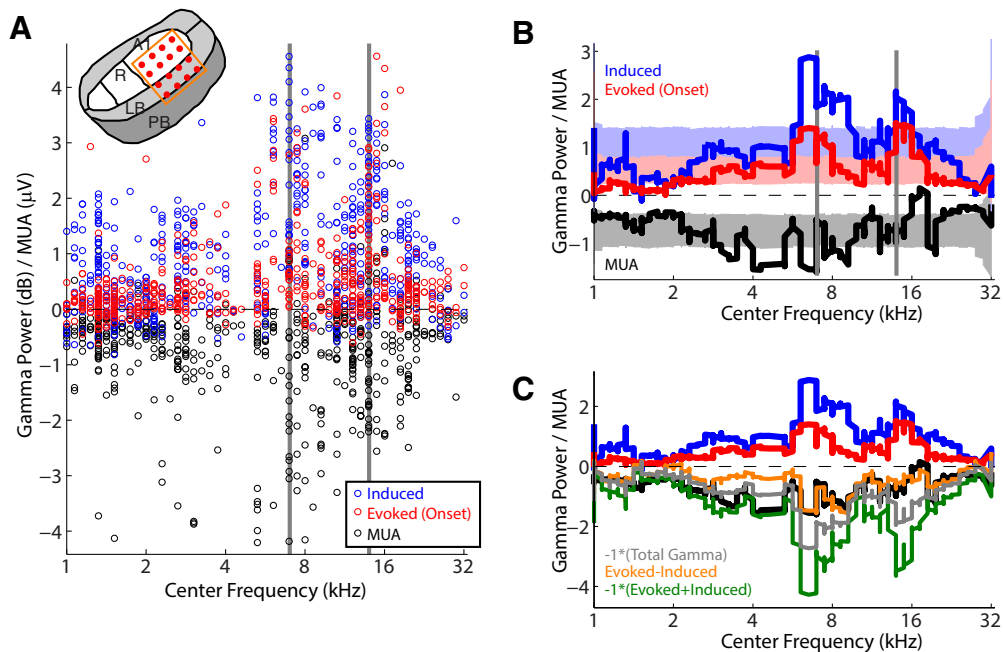 A
A1
R
LB
PB
Gamma Power (dB) / MUA (μV)
4
3
2
1
0
−1
−2
−3
−4
Induced
Evoked (Onset)
MUA
1 2 4 8 16 32
Center Frequency (kHz)
B
Gamma Power / MUA
3
2
1
0
−1
Induced
Evoked (Onset)
MUA
1 2 4 8 16 32
Center Frequency (kHz)
C
Gamma Power / MUA
2
0
−2
−4
-1*(Total Gamma)
Evoked-Induced
-1*(Evoked+Induced)
1 2 4 8 16 32
Center Frequency (kHz)